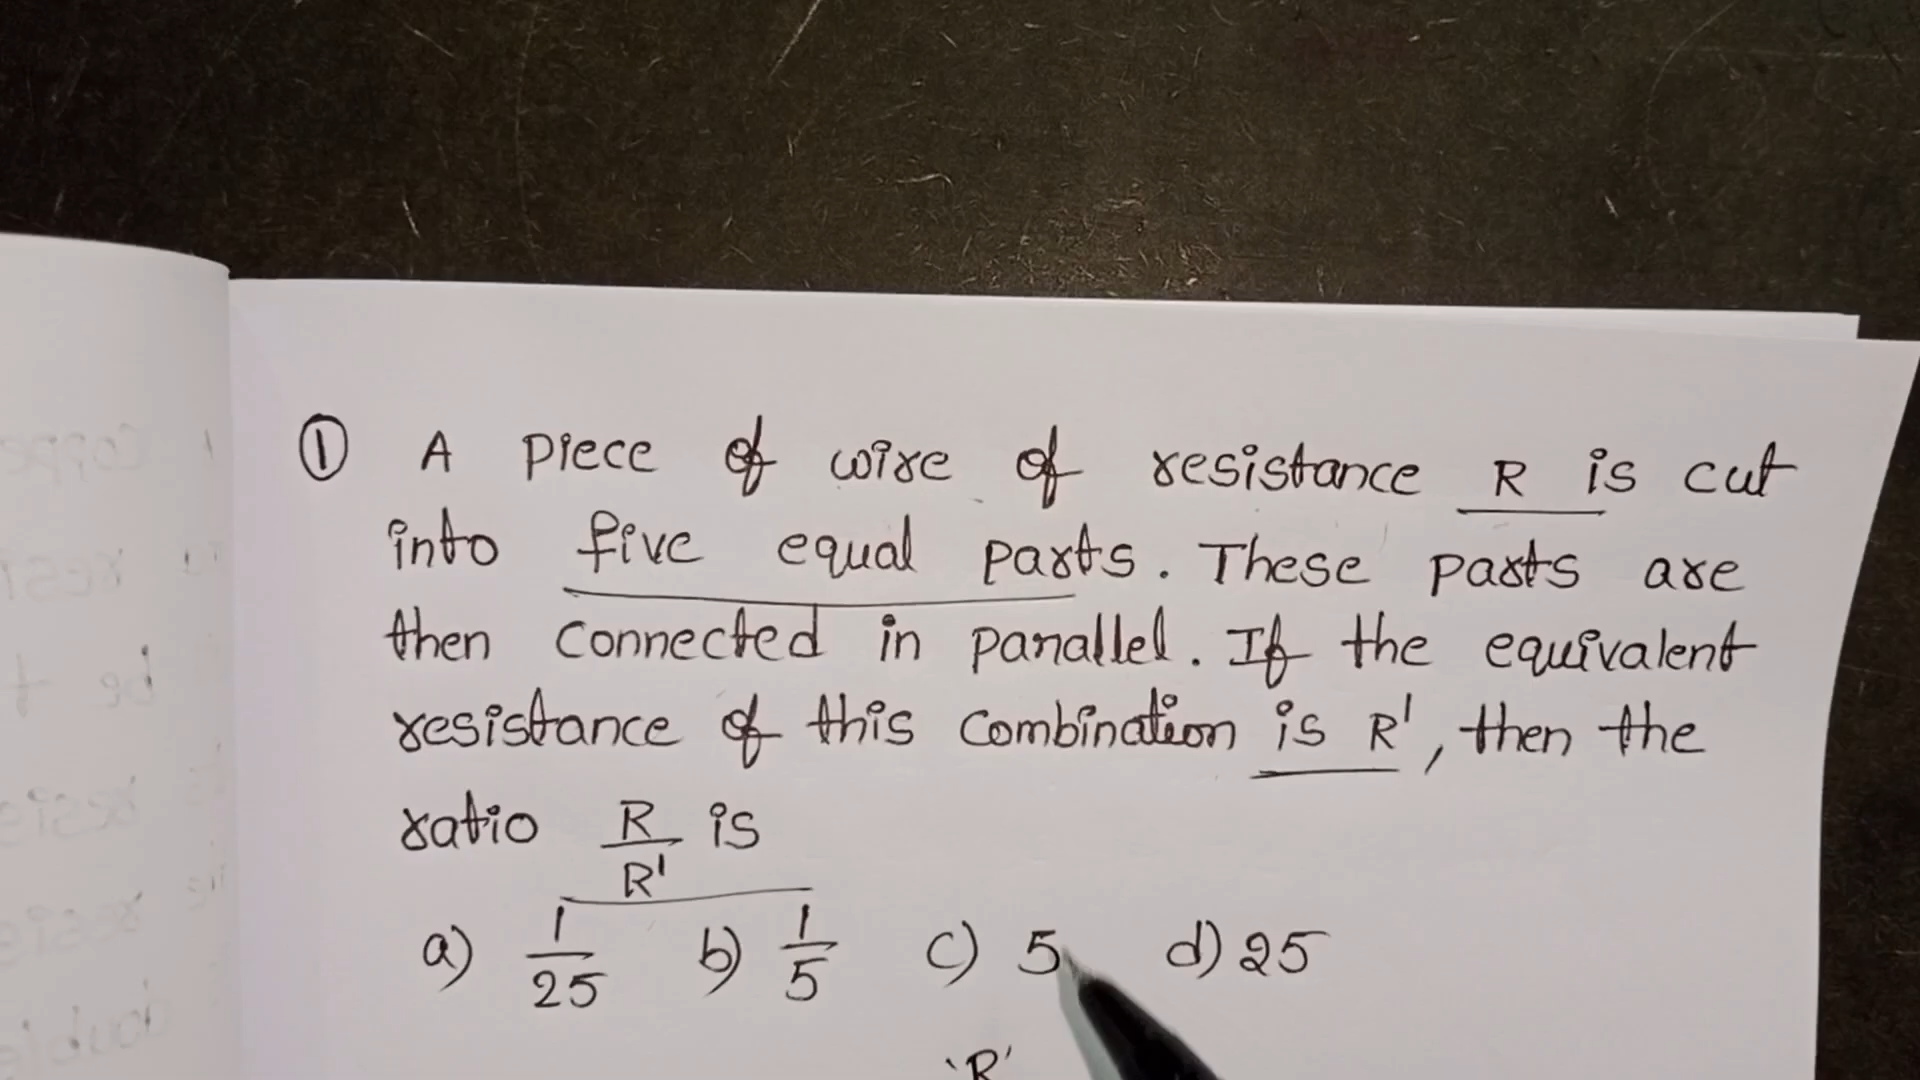 ① A piece of wire of resistance R is cut
into five equal parts. These parts are
then connected in parallel. If the equivalent
resistance of this combination is R', then the
ratio R/R' is
a) 1/25 b) 1/5 c) 5 d) 25
'R'